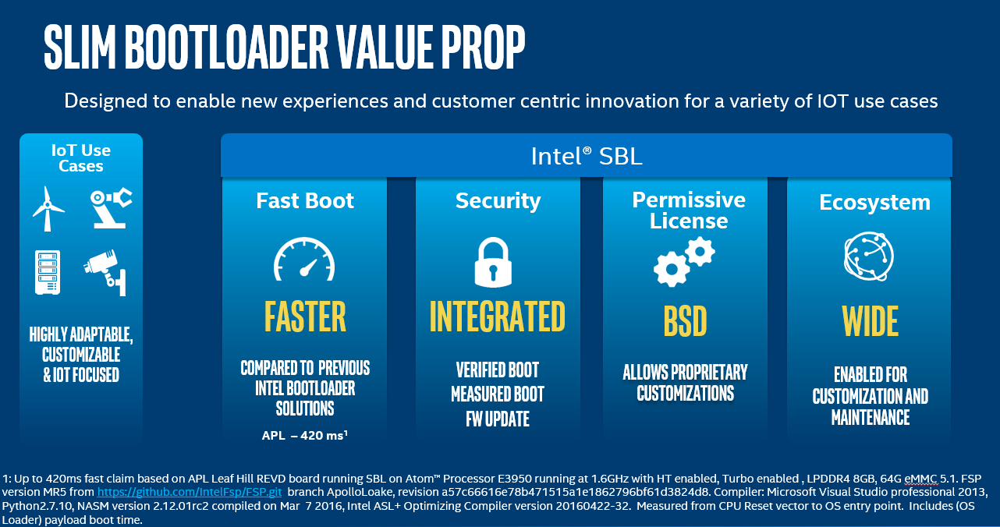 SLIM BOOTLOADER VALUE PROP
Designed to enable new experiences and customer centric innovation for a variety of IOT use cases
IoT Use
Cases
HIGHLY ADAPTABLE,
CUSTOMIZABLE
& IOT FOCUSED
Intel® SBL
Fast Boot
FASTER
COMPARED TO PREVIOUS
INTEL BOOTLOADER
SOLUTIONS
APL – 420 ms¹
Security
INTEGRATED
VERIFIED BOOT
MEASURED BOOT
FW UPDATE
Permissive
License
BSD
ALLOWS PROPRIETARY
CUSTOMIZATIONS
Ecosystem
WIDE
ENABLED FOR
CUSTOMIZATION AND
MAINTENANCE
1: Up to 420ms fast claim based on APL Leaf Hill REVD board running SBL on Atom™ Processor E3950 running at 1.6GHz with HT enabled, Turbo enabled , LPDDR4 8GB, 64G eMMC 5.1. FSP
version MR5 from https://github.com/IntelFsp/FSP.git branch ApolloLoake, revision a57c66616e78b471515a1e1862796bf61d3824d8. Compiler: Microsoft Visual Studio professional 2013,
Python2.7.10, NASM version 2.12.01rc2 compiled on Mar 7 2016, Intel ASL+ Optimizing Compiler version 20160422-32. Measured from CPU Reset vector to OS entry point. Includes (OS
Loader) payload boot time.